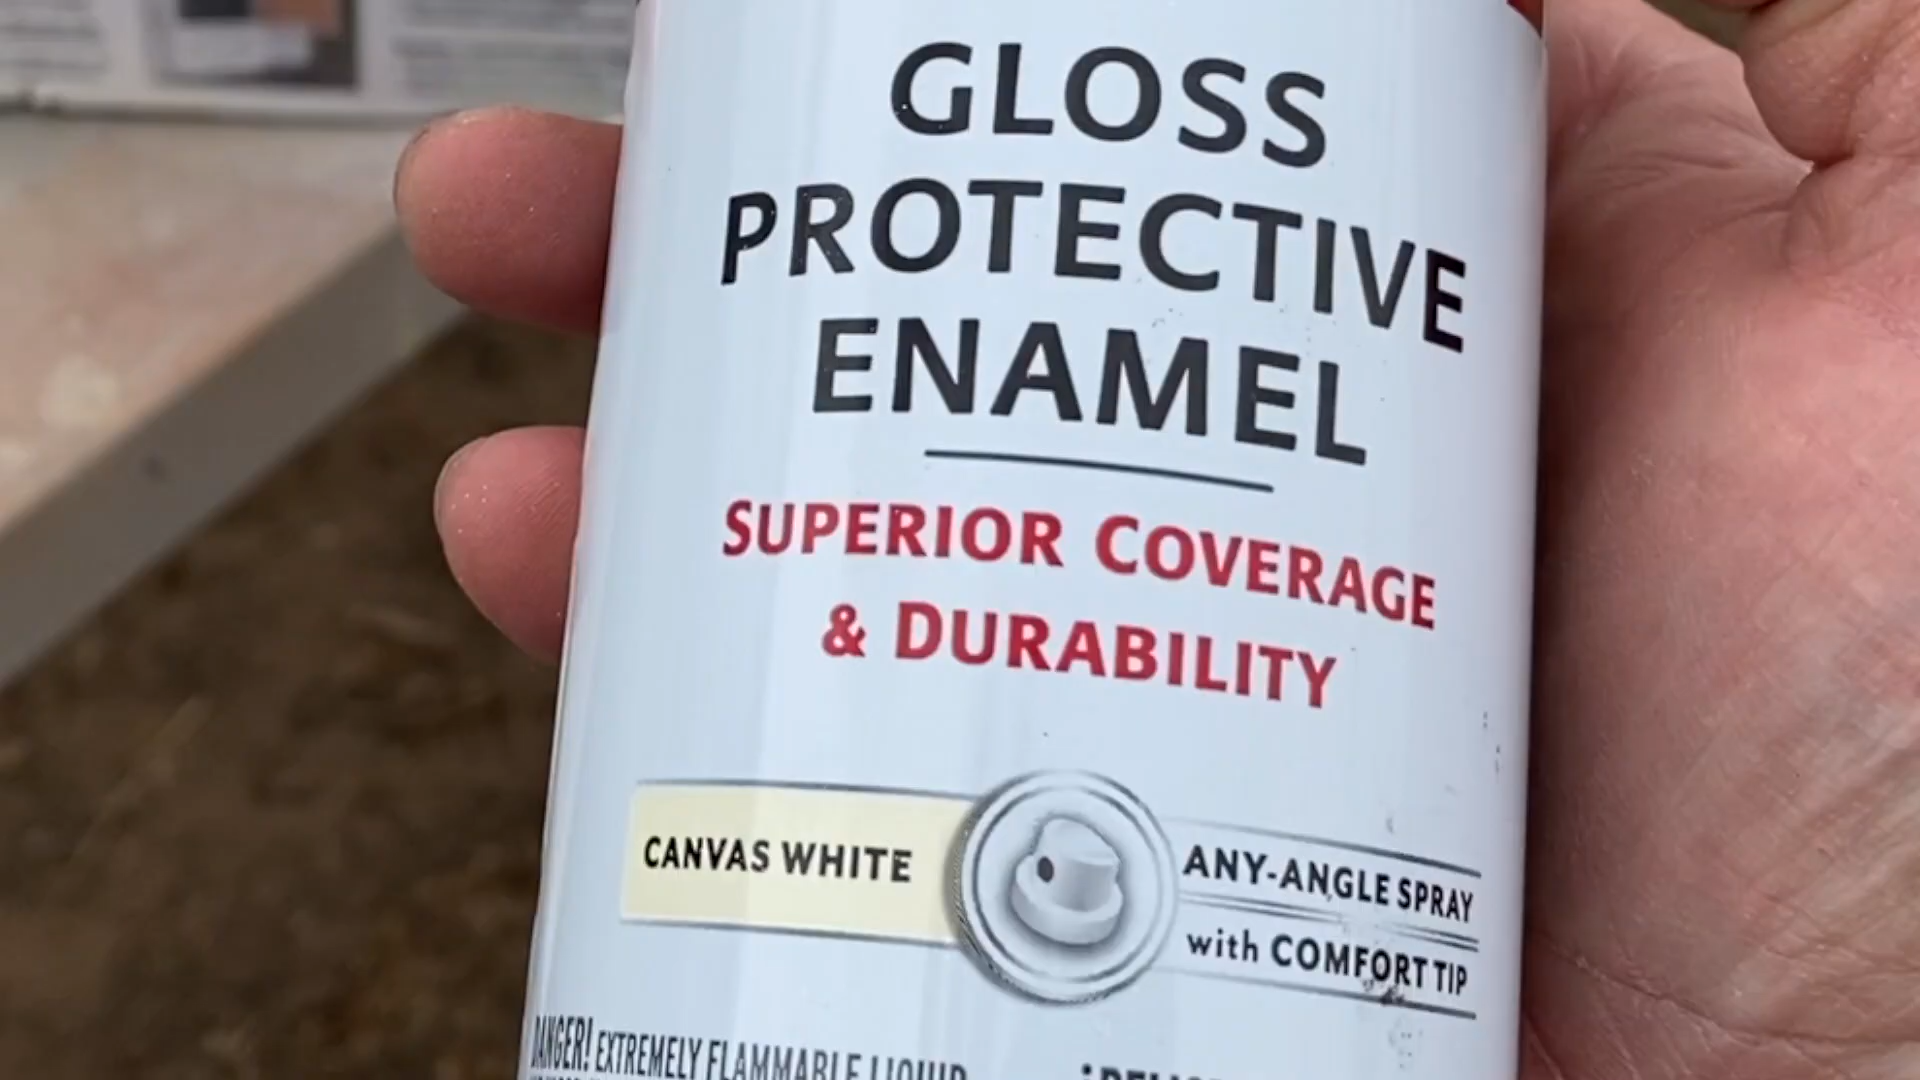 GLOSS
PROTECTIVE
ENAMEL
SUPERIOR COVERAGE
& DURABILITY
CANVAS WHITE
ANY-ANGLE SPRAY
with COMFORT TIP
DANGER! EXTREMELY FLAMMABLE LIQUID